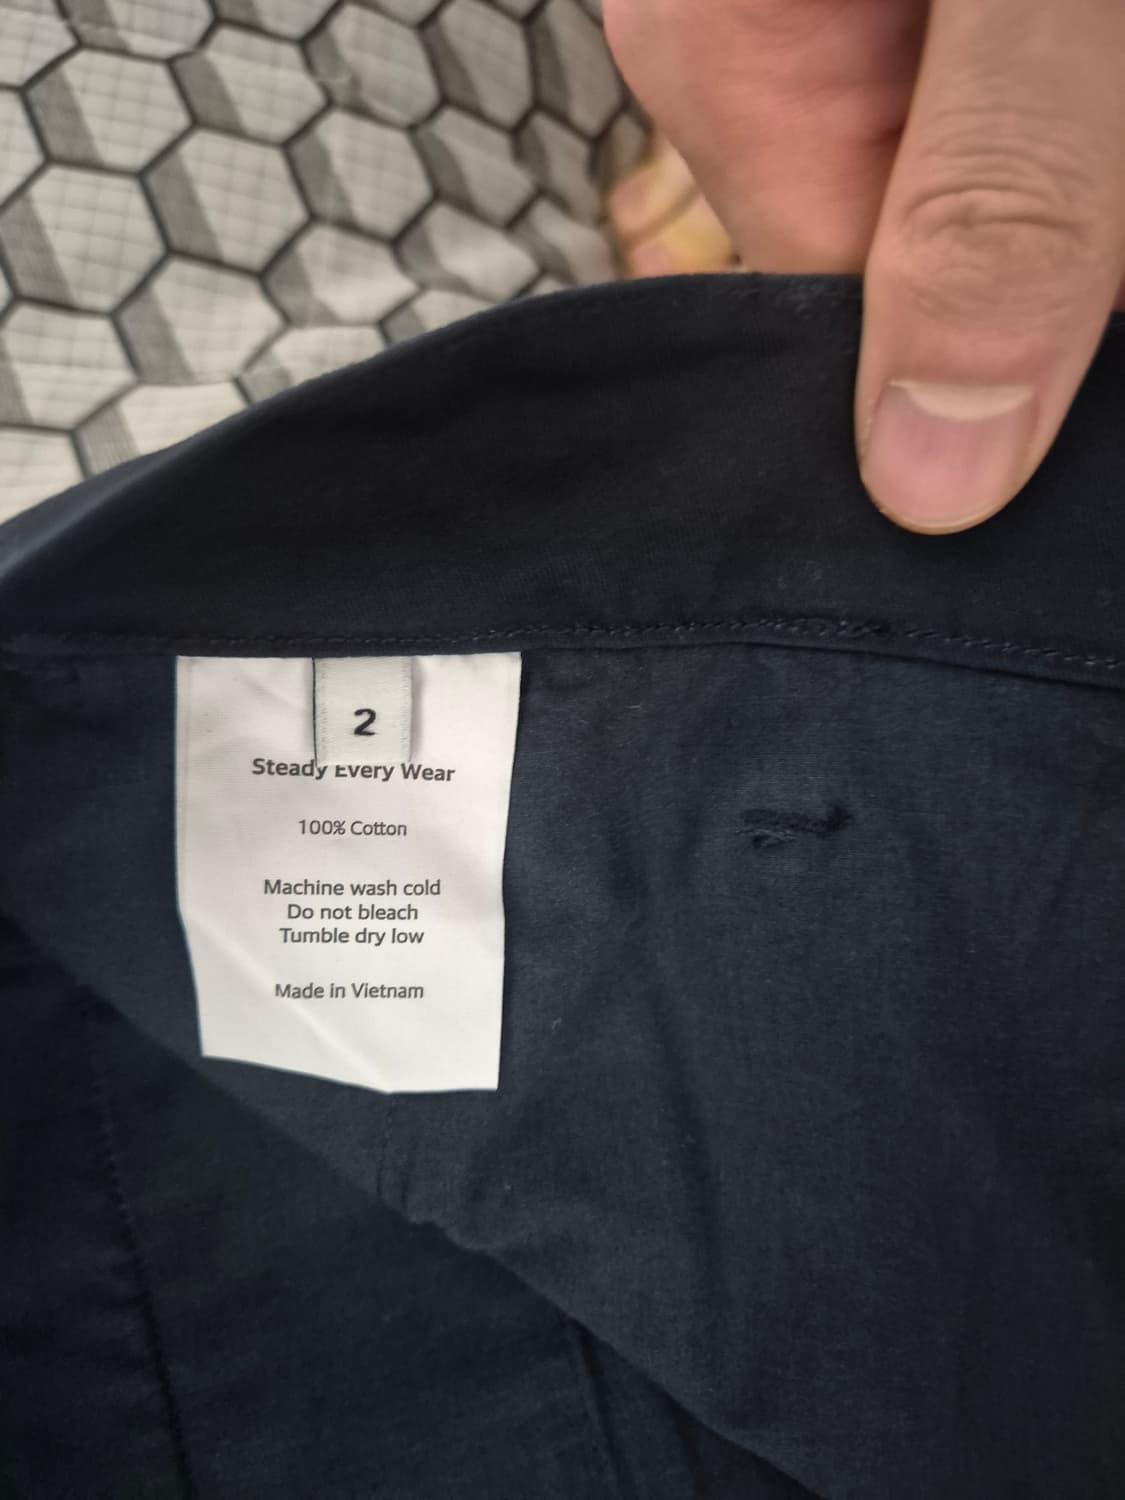 2
Steady Every Wear
100% Cotton
Machine wash cold
Do not bleach
Tumble dry low
Made in Vietnam